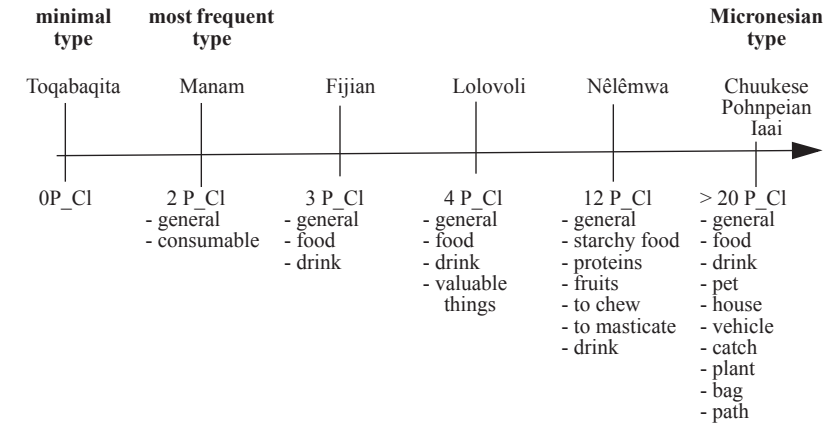 minimal type
most frequent type
Micronesian type
Toqabaqita
Manam
Fijian
Lolovoli
Nêlêmwa
Chuukese
Pohnpeian
Iaai
0P_Cl
2 P_Cl
- general
- consumable
3 P_Cl
- general
- food
- drink
4 P_Cl
- general
- food
- drink
- valuable
things
12 P_Cl
- general
- starchy food
- proteins
- fruits
- to chew
- to masticate
- drink
> 20 P_Cl
- general
- food
- drink
- pet
- house
- vehicle
- catch
- plant
- bag
- path